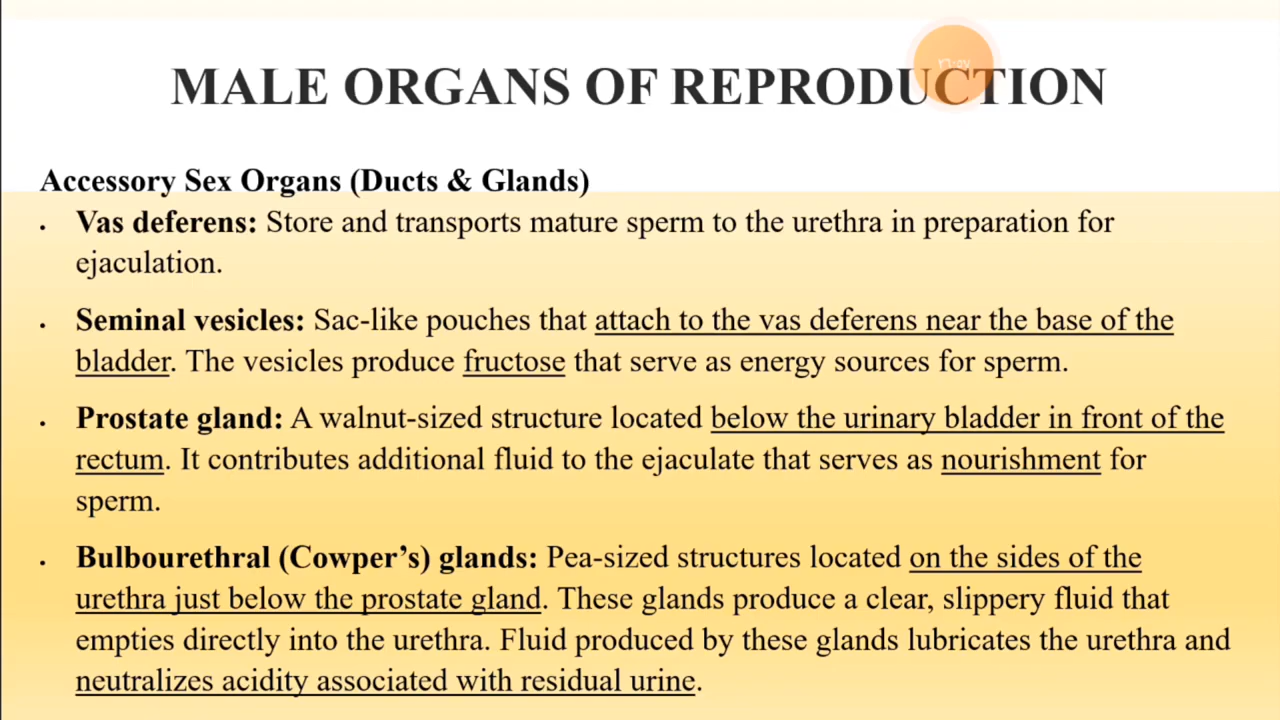 MALE ORGANS OF REPRODUCTION
Accessory Sex Organs (Ducts & Glands)
• Vas deferens: Store and transports mature sperm to the urethra in preparation for
ejaculation.
• Seminal vesicles: Sac-like pouches that attach to the vas deferens near the base of the
bladder. The vesicles produce fructose that serve as energy sources for sperm.
• Prostate gland: A walnut-sized structure located below the urinary bladder in front of the
rectum. It contributes additional fluid to the ejaculate that serves as nourishment for
sperm.
• Bulbourethral (Cowper’s) glands: Pea-sized structures located on the sides of the
urethra just below the prostate gland. These glands produce a clear, slippery fluid that
empties directly into the urethra. Fluid produced by these glands lubricates the urethra and
neutralizes acidity associated with residual urine.